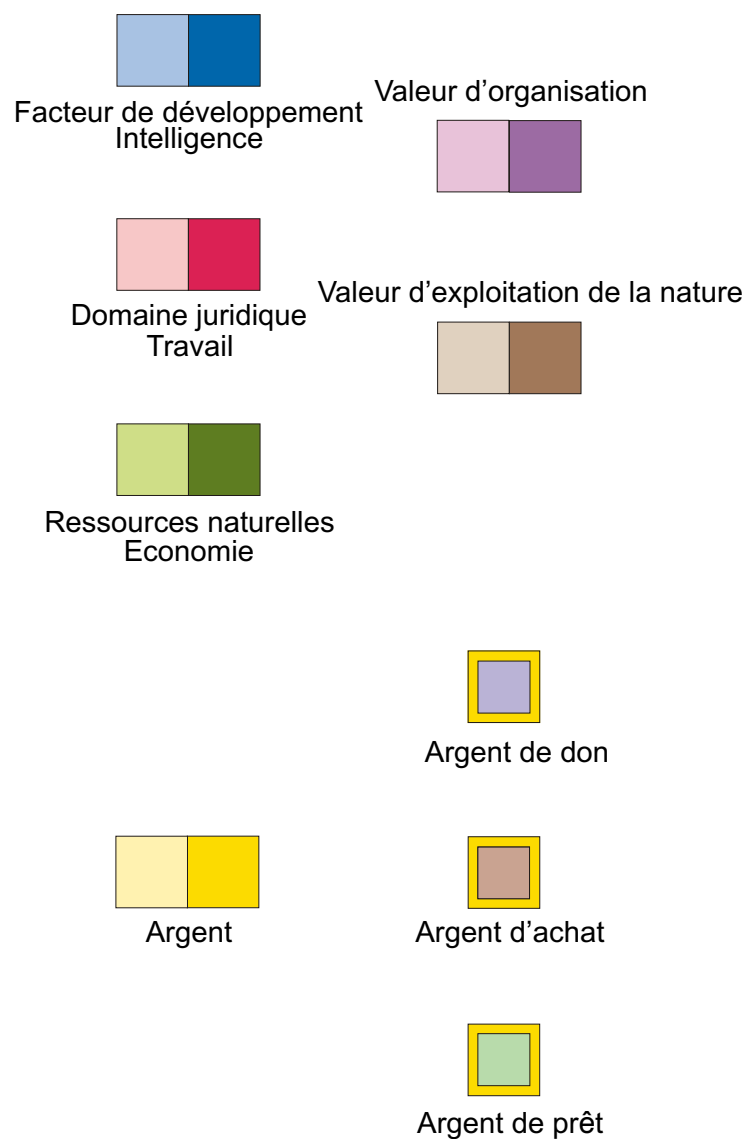 Facteur de développement
Intelligence
Valeur d'organisation
Domaine juridique
Travail
Valeur d'exploitation de la nature
Ressources naturelles
Economie
Argent de don
Argent
Argent d'achat
Argent de prêt